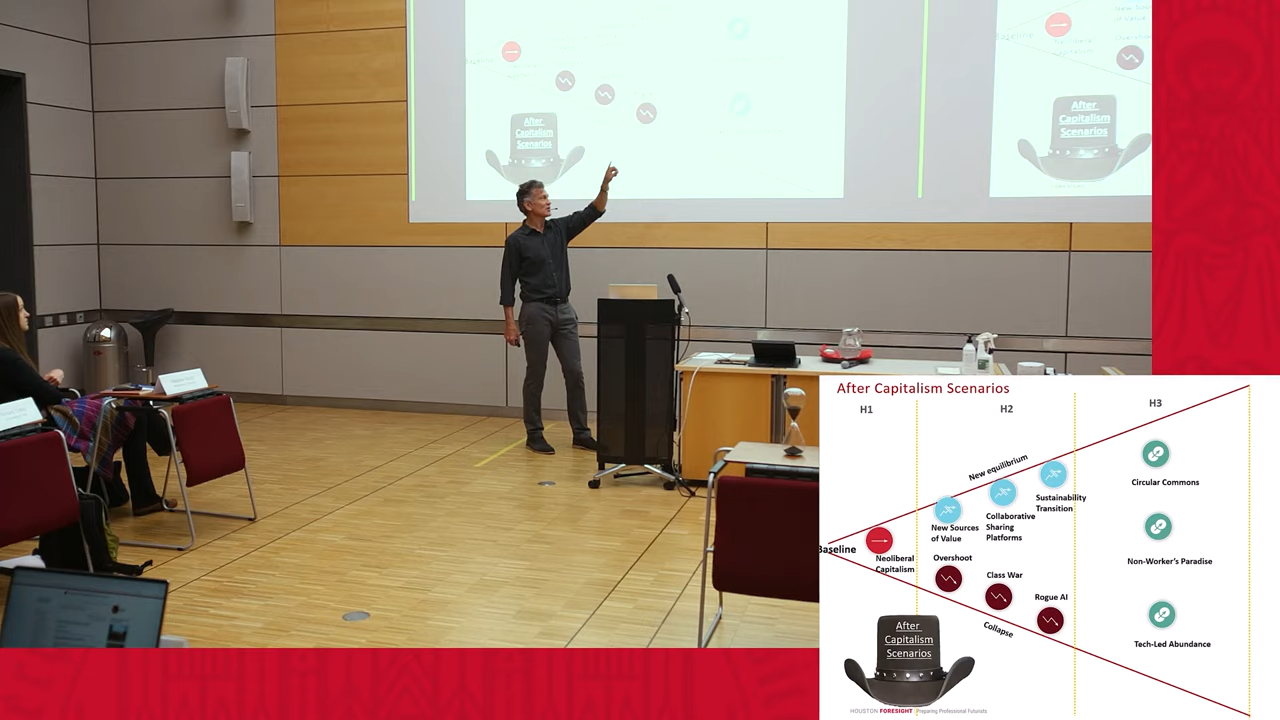 Baseline
After
Capitalism
Scenarios
Baseline
After
Capitalism
Scenarios
After Capitalism Scenarios
H1
H2
H3
New equilibrium
Circular Commons
Sustainability
Transition
Collaborative
Sharing
Platforms
New Sources
of Value
Baseline
Neoliberal
Capitalism
Overshoot
Class War
Rogue AI
Non-Worker's Paradise
Collapse
Tech-Led Abundance
After
Capitalism
Scenarios
HOUSTON FORESIGHT Preparing Professional Futurists